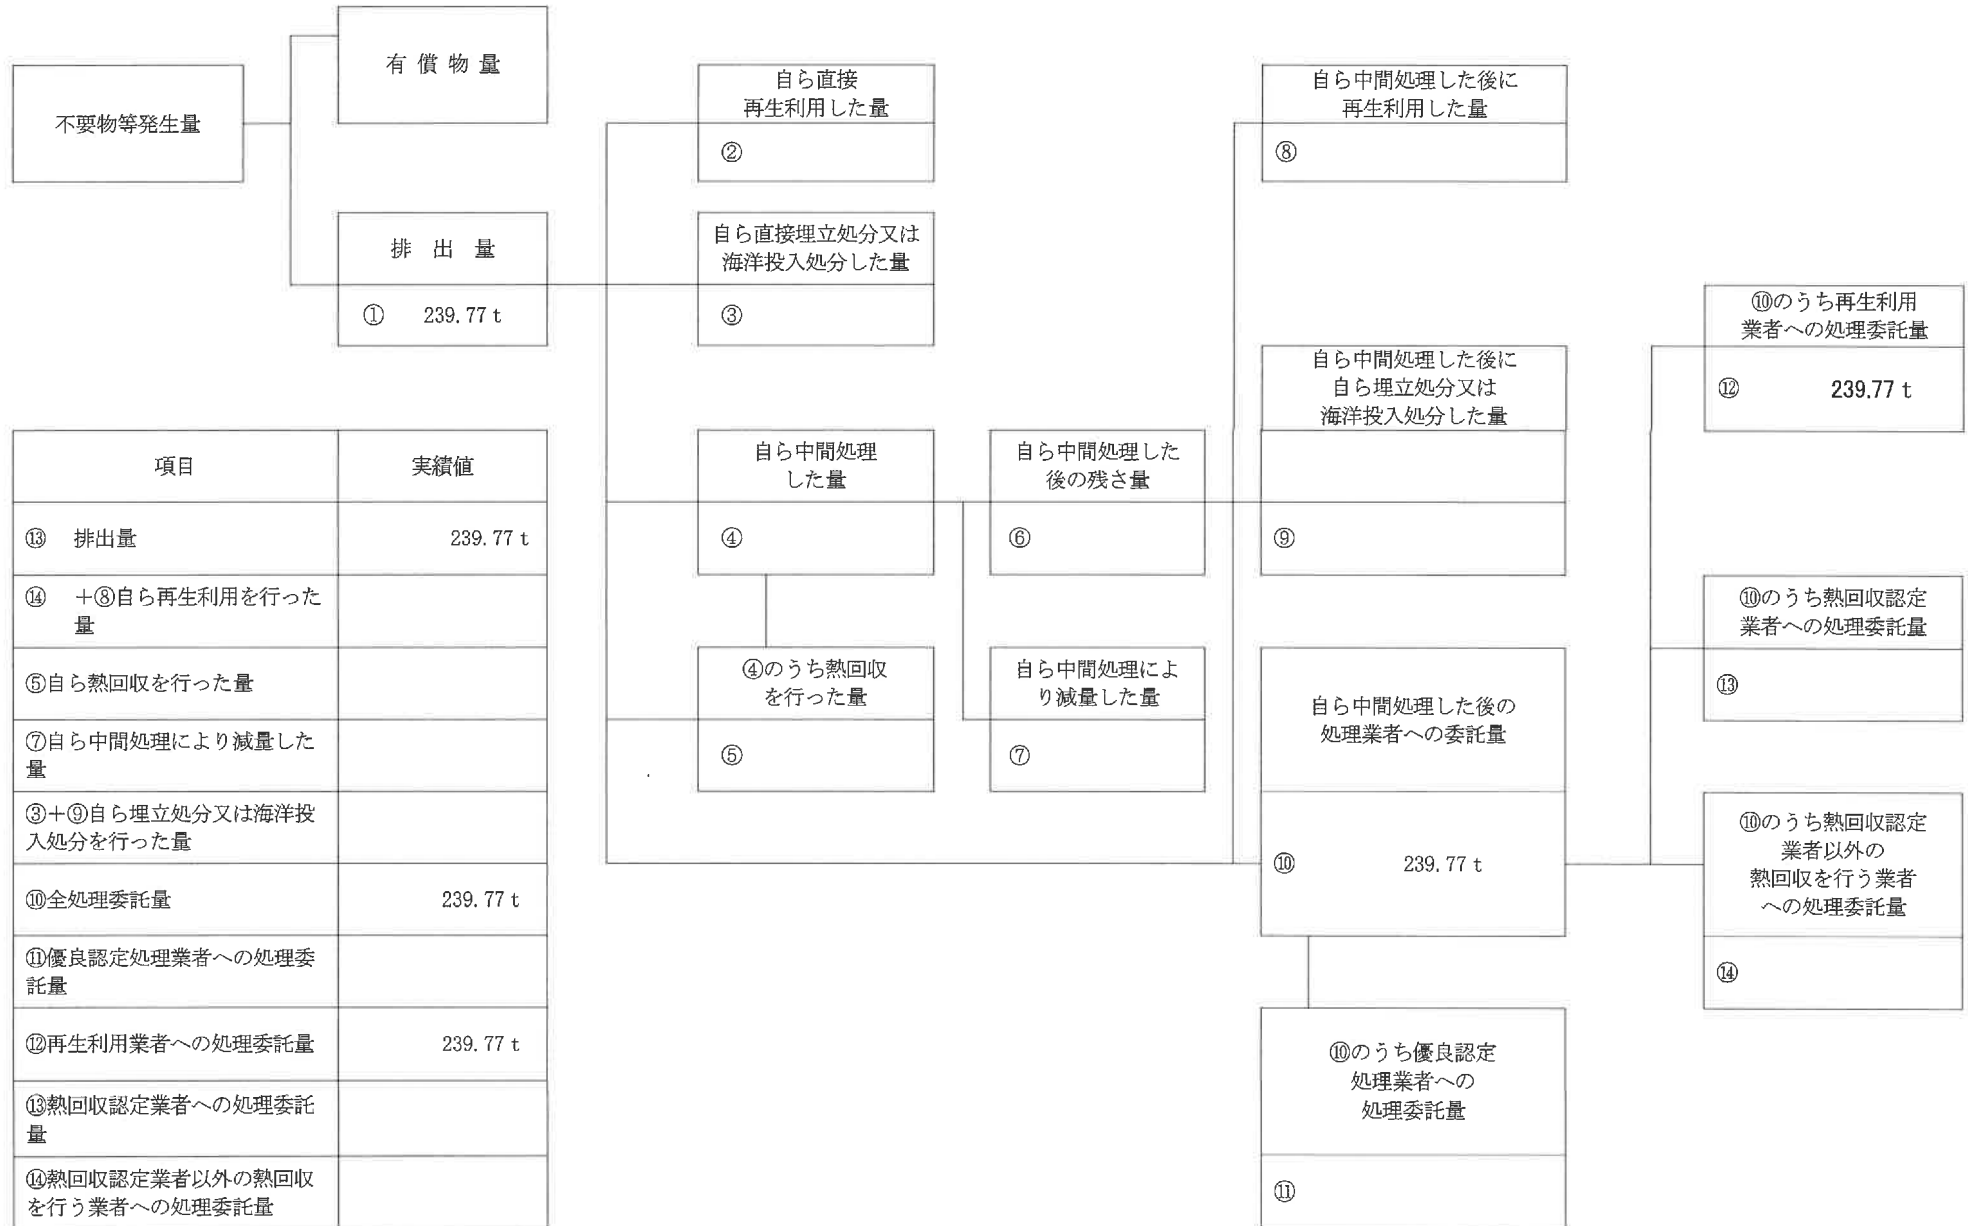 有 償 物 量
不要物等発生量
排 出 量
① 239.77 t
自ら直接
再生利用した量
②
自ら直接埋立処分又は
海洋投入処分した量
③
自ら中間処理
した量
④
④のうち熱回収
を行った量
⑤
自ら中間処理した
後の残さ量
⑥
自ら中間処理によ
り減量した量
⑦
自ら中間処理した後に
再生利用した量
⑧
自ら中間処理した後に
自ら埋立処分又は
海洋投入処分した量
⑨
自ら中間処理した後の
処理業者への委託量
⑩ 239.77 t
⑩のうち優良認定
処理業者への
処理委託量
⑪
⑩のうち再生利用
業者への処理委託量
⑫ 239.77 t
⑩のうち熱回収認定
業者への処理委託量
⑬
⑩のうち熱回収認定
業者以外の
熱回収を行う業者
への処理委託量
⑭
項目 実績値
⑬ 排出量 239.77 t
⑭ +⑧自ら再生利用を行った
量
⑤自ら熱回収を行った量
⑦自ら中間処理により減量した
量
③+⑨自ら埋立処分又は海洋投
入処分を行った量
⑩全処理委託量 239.77 t
⑪優良認定処理業者への処理委
託量
⑫再生利用業者への処理委託量 239.77 t
⑬熱回収認定業者への処理委託
量
⑭熱回収認定業者以外の熱回収
を行う業者への処理委託量